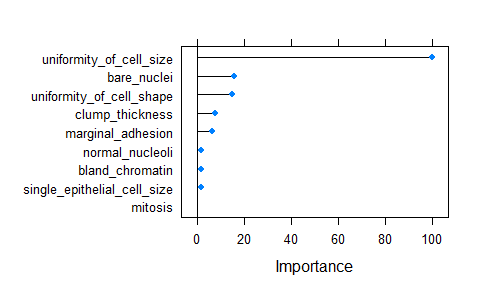 uniformity_of_cell_size
bare_nuclei
uniformity_of_cell_shape
clump_thickness
marginal_adhesion
normal_nucleoli
bland_chromatin
single_epithelial_cell_size
mitosis
0 20 40 60 80 100
Importance